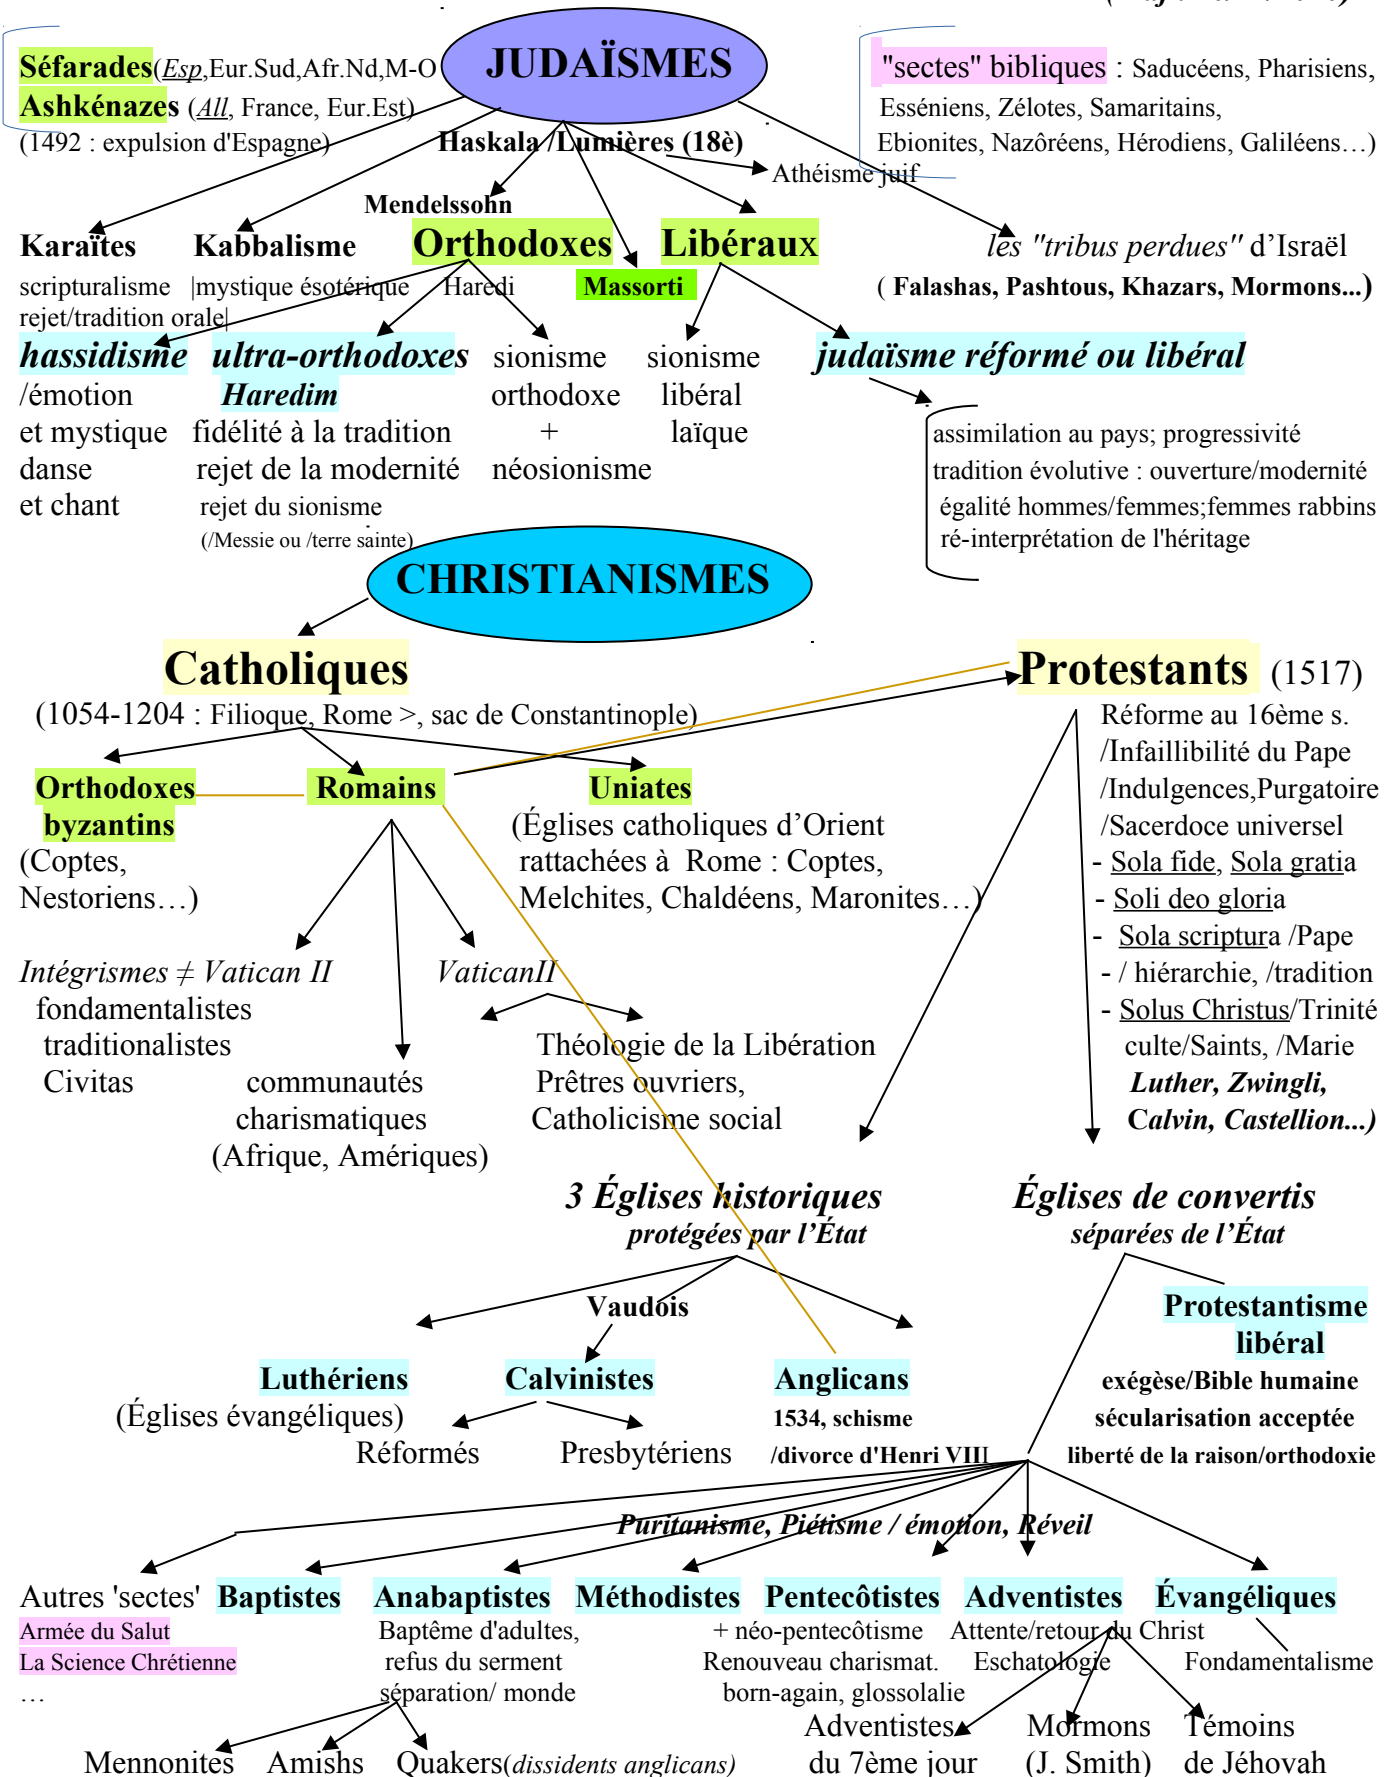 JUDAÏSMES
Séfarades(Esp,Eur.Sud,Afr.Nd,M-O
Ashkénazes (All, France, Eur.Est)
(1492 : expulsion d'Espagne)
"sectes" bibliques : Saducéens, Pharisiens,
Esséniens, Zélotes, Samaritains,
Ebionites, Nazôréens, Hérodiens, Galiléens…)
Haskala /Lumières (18è)
Athéisme juif
Mendelssohn
Karaïtes
Kabbalisme
Orthodoxes
Libéraux
les "tribus perdues" d’Israël
scripturalisme
|mystique ésotérique
Haredi
Massorti
( Falashas, Pashtous, Khazars, Mormons...)
rejet/tradition orale|
hassidisme
/émotion
et mystique
danse
et chant
ultra-orthodoxes
Haredim
fidélité à la tradition
rejet de la modernité
rejet du sionisme
(/Messie ou /terre sainte)
sionisme
orthodoxe
+
néosionisme
sionisme
libéral
laïque
judaïsme réformé ou libéral
assimilation au pays; progressivité
tradition évolutive : ouverture/modernité
égalité hommes/femmes;femmes rabbins
ré-interprétation de l'héritage
CHRISTIANISMES
Catholiques
(1054-1204 : Filioque, Rome >, sac de Constantinople)
Protestants (1517)
Réforme au 16ème s.
/Infaillibilité du Pape
/Indulgences,Purgatoire
/Sacerdoce universel
- Sola fide, Sola gratia
- Soli deo gloria
- Sola scriptura /Pape
- / hiérarchie, /tradition
- Solus Christus/Trinité
culte/Saints, /Marie
Luther, Zwingli,
Calvin, Castellion...)
Orthodoxes
byzantins
(Coptes,
Nestoriens…)
Romains
Uniates
(Églises catholiques d’Orient
rattachées à Rome : Coptes,
Melchites, Chaldéens, Maronites…)
Intégrismes ≠ Vatican II
fondamentalistes
traditionalistes
Civitas
communautés
charismatiques
(Afrique, Amériques)
VaticanII
Théologie de la Libération
Prêtres ouvriers,
Catholicisme social
3 Églises historiques
protégées par l’État
Églises de convertis
séparées de l’État
Vaudois
Luthériens
(Églises évangéliques)
Calvinistes
Réformés
Presbytériens
Anglicans
1534, schisme
/divorce d'Henri VIII
Protestantisme
libéral
exégèse/Bible humaine
sécularisation acceptée
liberté de la raison/orthodoxie
Puritanisme, Piétisme / émotion, Réveil
Autres 'sectes'
Armée du Salut
La Science Chrétienne
…
Baptistes
Anabaptistes
Baptême d'adultes,
refus du serment
séparation/ monde
Méthodistes
Pentecôtistes
+ néo-pentecôtisme
Renouveau charismat.
born-again, glossolalie
Adventistes
Attente/retour du Christ
Eschatologie
Évangéliques
Fondamentalisme
Mennonites
Amishs
Quakers(dissidents anglicans)
Adventistes
du 7ème jour
Mormons
(J. Smith)
Témoins
de Jéhovah